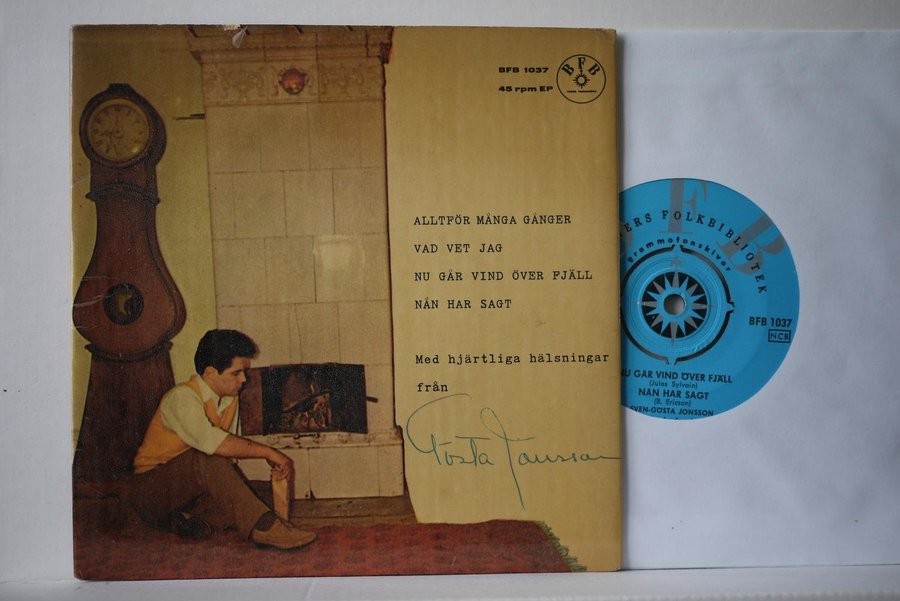 BFB 1037
45 rpm EP
BFB
ALLTFÖR MÅNGA GÅNGER
VAD VET JAG
NU GÅR VIND ÖVER FJÄLL
NÅN HAR SAGT
Med hjärtliga hälsningar
från
Gösta Jonsson
BFB
ERS FOLKBIBLIOTEK
grammofonskivor
BFB 1037
NCB
NU GÅR VIND ÖVER FJÄLL
(Jules Sylvain)
NÅN HAR SAGT
(B. Ericson)
SVEN-GÖSTA JONSSON